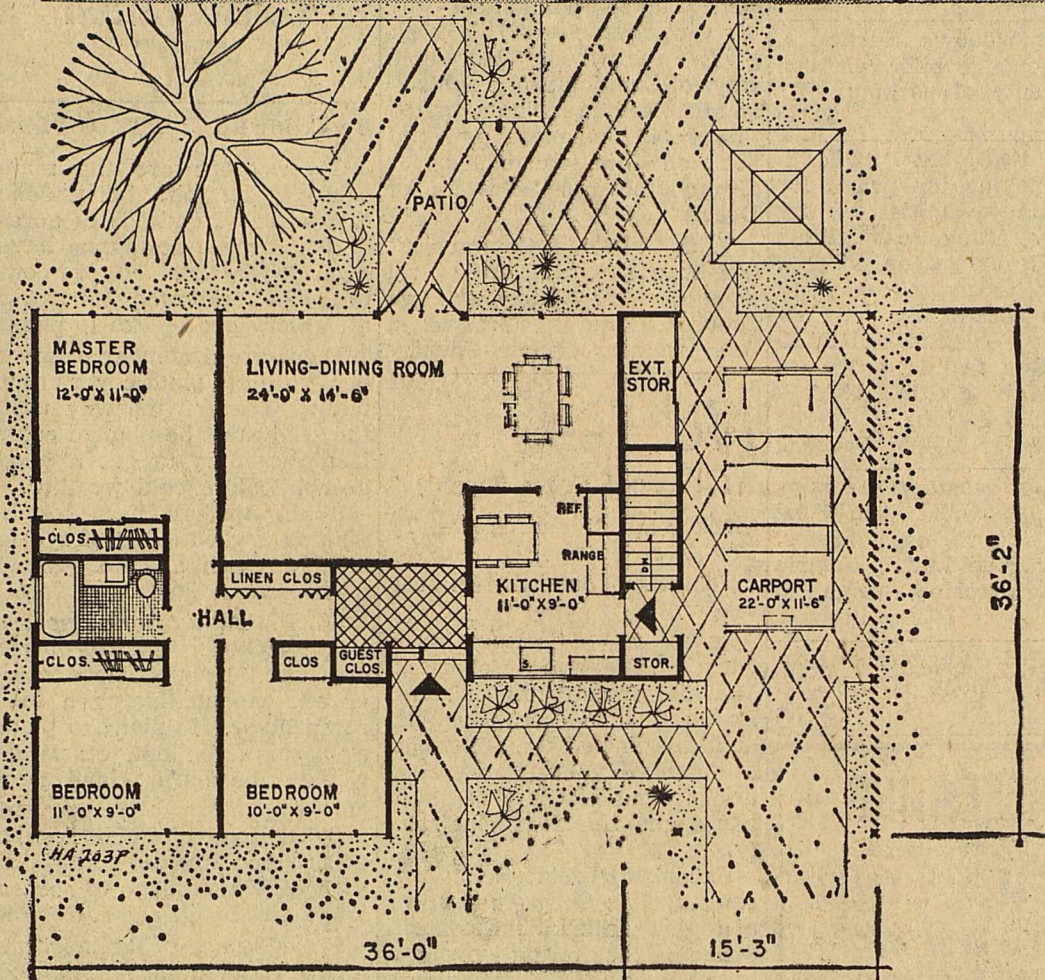 PATIO
MASTER
BEDROOM
12'-0" X 11'-0"
LIVING-DINING ROOM
24'-0" X 14'-6"
EXT.
STOR.
CLOS.
REF.
RANGE
KITCHEN
11'-0" X 9'-0"
DN.
CARPORT
22'-0" X 11'-6"
36'-2"
LINEN CLOS
HALL
CLOS.
CLOS
GUEST
CLOS.
S.
STOR.
BEDROOM
11'-0" X 9'-0"
BEDROOM
10'-0" X 9'-0"
HA 203P
36'-0"
15'-3"